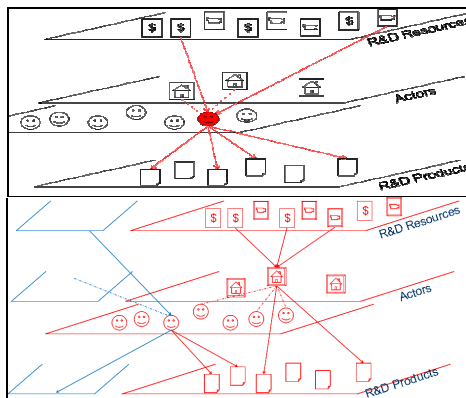 $ $ $
R&D Resources
Actors
R&D Products
$ $ $ $
R&D Resources
Actors
R&D Products